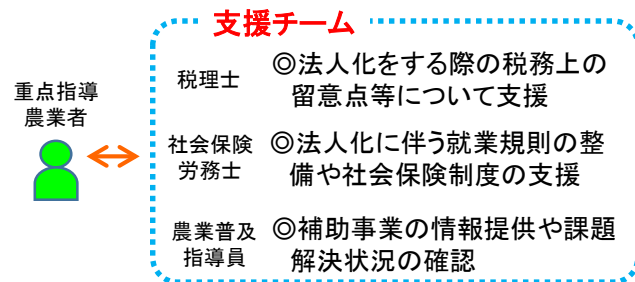 支援チーム
重点指導
農業者
税理士
◎法人化をする際の税務上の
留意点等について支援
社会保険
労務士
◎法人化に伴う就業規則の整
備や社会保険制度の支援
農業普及
指導員
◎補助事業の情報提供や課題
解決状況の確認